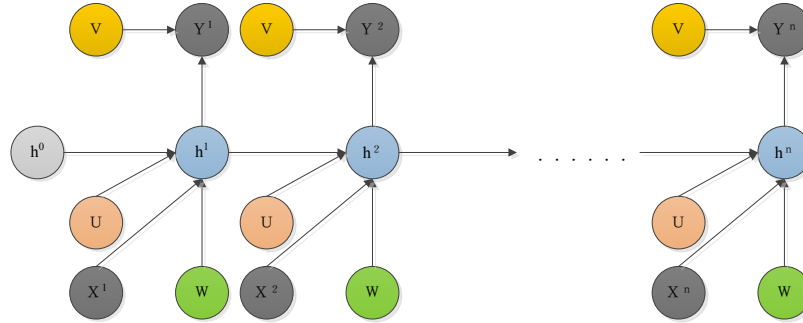 V Y¹ V Y² V Yⁿ
h⁰ h¹ h² . . . . . . hⁿ
U U U
X¹ W X² W Xⁿ W